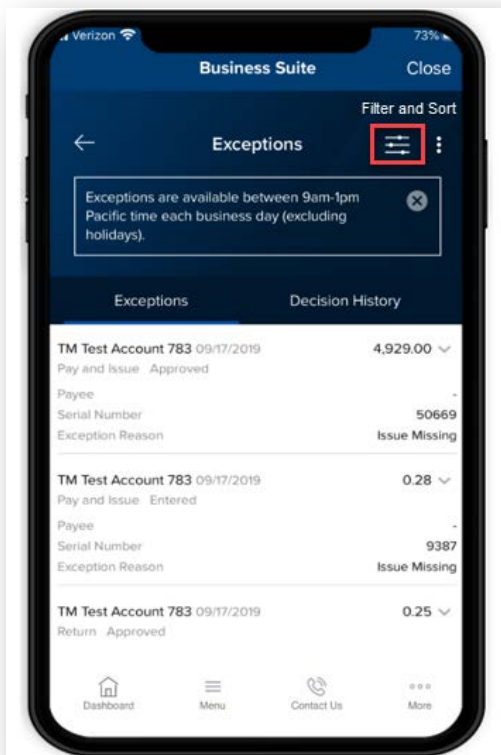 Verizon 73%
Business Suite Close
Filter and Sort
Exceptions
Exceptions are available between 9am-1pm
Pacific time each business day (excluding
holidays).
Exceptions Decision History
TM Test Account 783 09/17/2019 4,929.00
Pay and Issue Approved
Payee -
Serial Number 50669
Exception Reason Issue Missing
TM Test Account 783 09/17/2019 0.28
Pay and Issue Entered
Payee -
Serial Number 9387
Exception Reason Issue Missing
TM Test Account 783 09/17/2019 0.25
Return Approved
Dashboard Menu Contact Us More